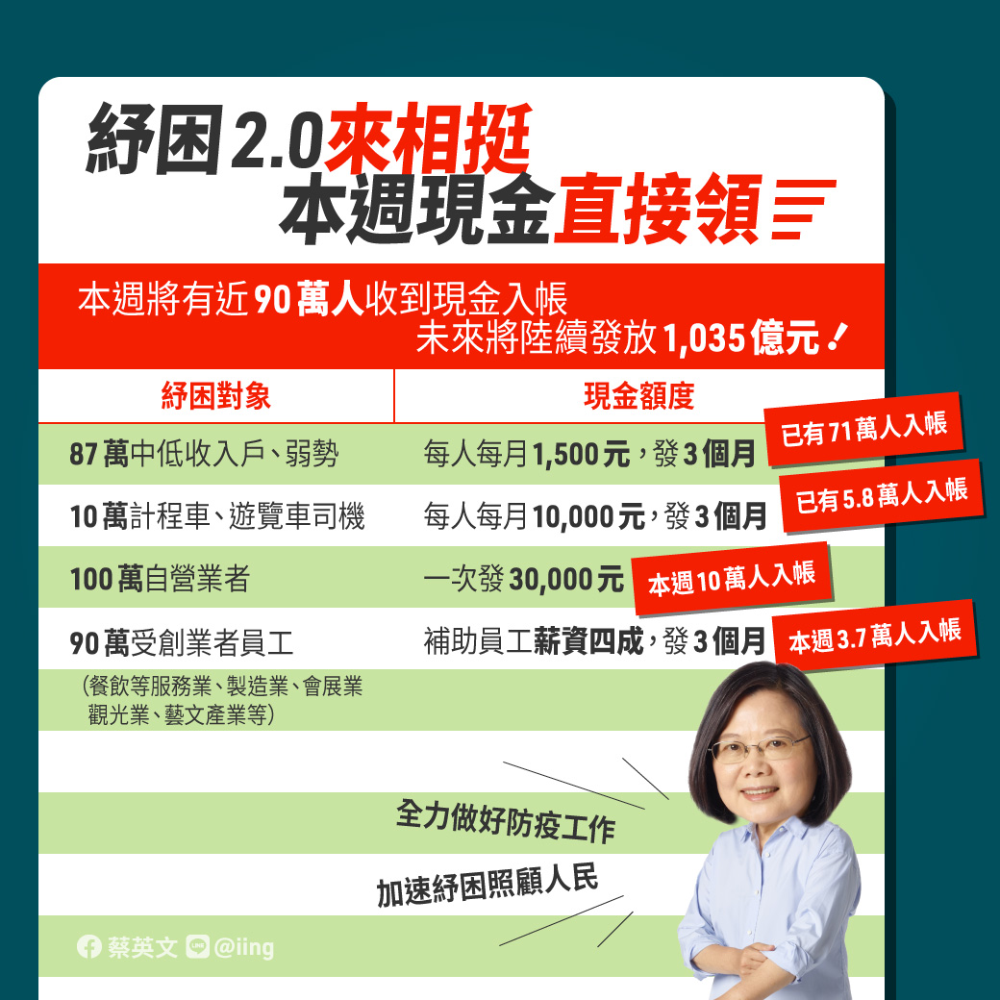 紓困2.0來相挺
本週現金直接領
本週將有近90萬人收到現金入帳
未來將陸續發放1,035億元！
紓困對象
現金額度
87萬中低收入戶、弱勢
每人每月1,500元，發3個月
已有71萬人入帳
10萬計程車、遊覽車司機
每人每月10,000元，發3個月
已有5.8萬人入帳
100萬自營業者
一次發30,000元
本週10萬人入帳
90萬受創業者員工
補助員工薪資四成，發3個月
本週3.7萬人入帳
（餐飲等服務業、製造業、會展業
觀光業、藝文產業等）
全力做好防疫工作
加速紓困照顧人民
蔡英文 LINE @iing